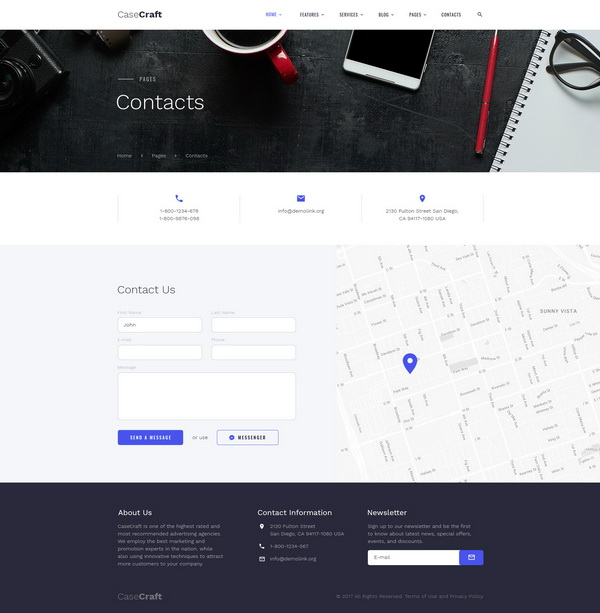 CaseCraft
HOME
FEATURES
SERVICES
BLOG
PAGES
CONTACTS
PAGES
Contacts
Home
Pages
Contacts
1-800-1234-678
1-800-9876-098
info@demolink.org
2130 Fulton Street San Diego,
CA 94117-1080 USA
Contact Us
First Name
Last Name
John
E-mail
Phone
Message
SEND A MESSAGE
or use
MESSENGER
SUNNY VISTA
About Us
CaseCraft is one of the highest rated and
most recommended advertising agencies.
We employ the best marketing and
promotion experts in the nation, while
also using innovative techniques to attract
more customers to your company.
Contact Information
2130 Fulton Street
San Diego, CA 94117-1080 USA
1-800-1234-567
info@demolink.org
Newsletter
Sign up to our newsletter and be the first
to know about latest news, special offers,
events, and discounts.
E-mail
CaseCraft
© 2017 All Rights Reserved. Terms of Use and Privacy Policy